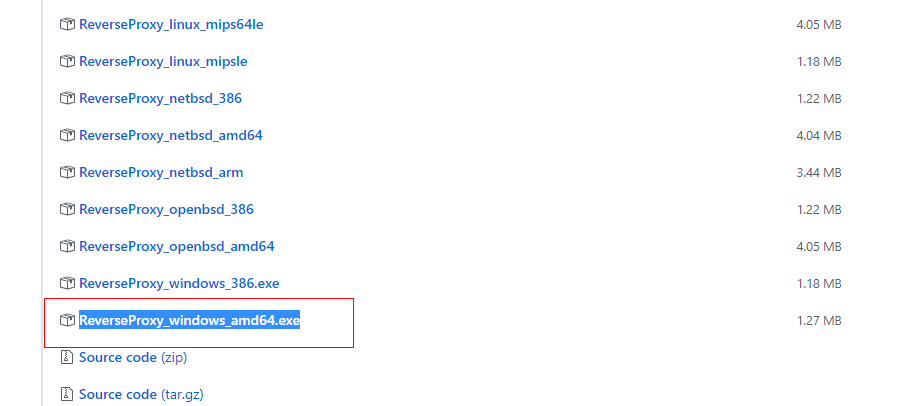 ReverseProxy_linux_mips64le 4.05 MB
ReverseProxy_linux_mipsle 1.18 MB
ReverseProxy_netbsd_386 1.22 MB
ReverseProxy_netbsd_amd64 4.04 MB
ReverseProxy_netbsd_arm 3.44 MB
ReverseProxy_openbsd_386 1.22 MB
ReverseProxy_openbsd_amd64 4.05 MB
ReverseProxy_windows_386.exe 1.18 MB
ReverseProxy_windows_amd64.exe 1.27 MB
Source code (zip)
Source code (tar.gz)